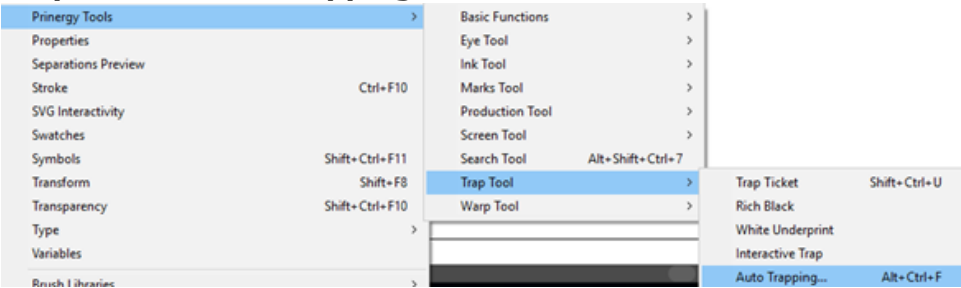 Prinergy Tools >
Properties
Separations Preview
Stroke Ctrl+F10
SVG Interactivity
Swatches
Symbols Shift+Ctrl+F11
Transform Shift+F8
Transparency Shift+Ctrl+F10
Type >
Variables
Brush Libraries >
Basic Functions >
Eye Tool >
Ink Tool >
Marks Tool >
Production Tool >
Screen Tool >
Search Tool Alt+Shift+Ctrl+7
Trap Tool >
Warp Tool >
Trap Ticket Shift+Ctrl+U
Rich Black
White Underprint
Interactive Trap
Auto Trapping... Alt+Ctrl+F